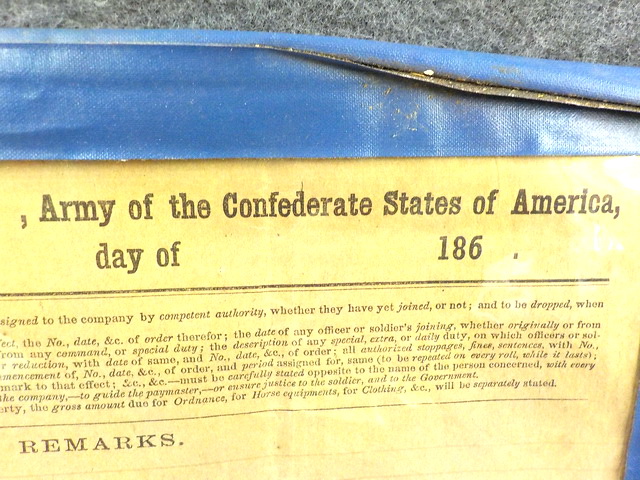 , Army of the Confederate States of America,
day of 186 .
signed to the company by competent authority, whether they have yet joined, or not; and to be dropped, when
ect, the No., date, &c. of order therefor; the date of any officer or soldier's joining, whether originally or from
from any command, or special duty; the description of any special, extra, or daily duty, on which officers or sol-
r reduction, with date of same, and No., date, &c., of order; all authorized stoppages, fines, sentences, with No.,
mencement of, No., date, &c., of order, and period assigned for, same (to be repeated on every roll, while it lasts);
mark to that effect; &c., &c.—must be carefully stated opposite to the name of the person concerned, with every
the company,—to guide the paymaster,—or ensure justice to the soldier, and to the Government.
erty, the gross amount due for Ordnance, for Horse equipments, for Clothing, &c., will be separately stated.
REMARKS.